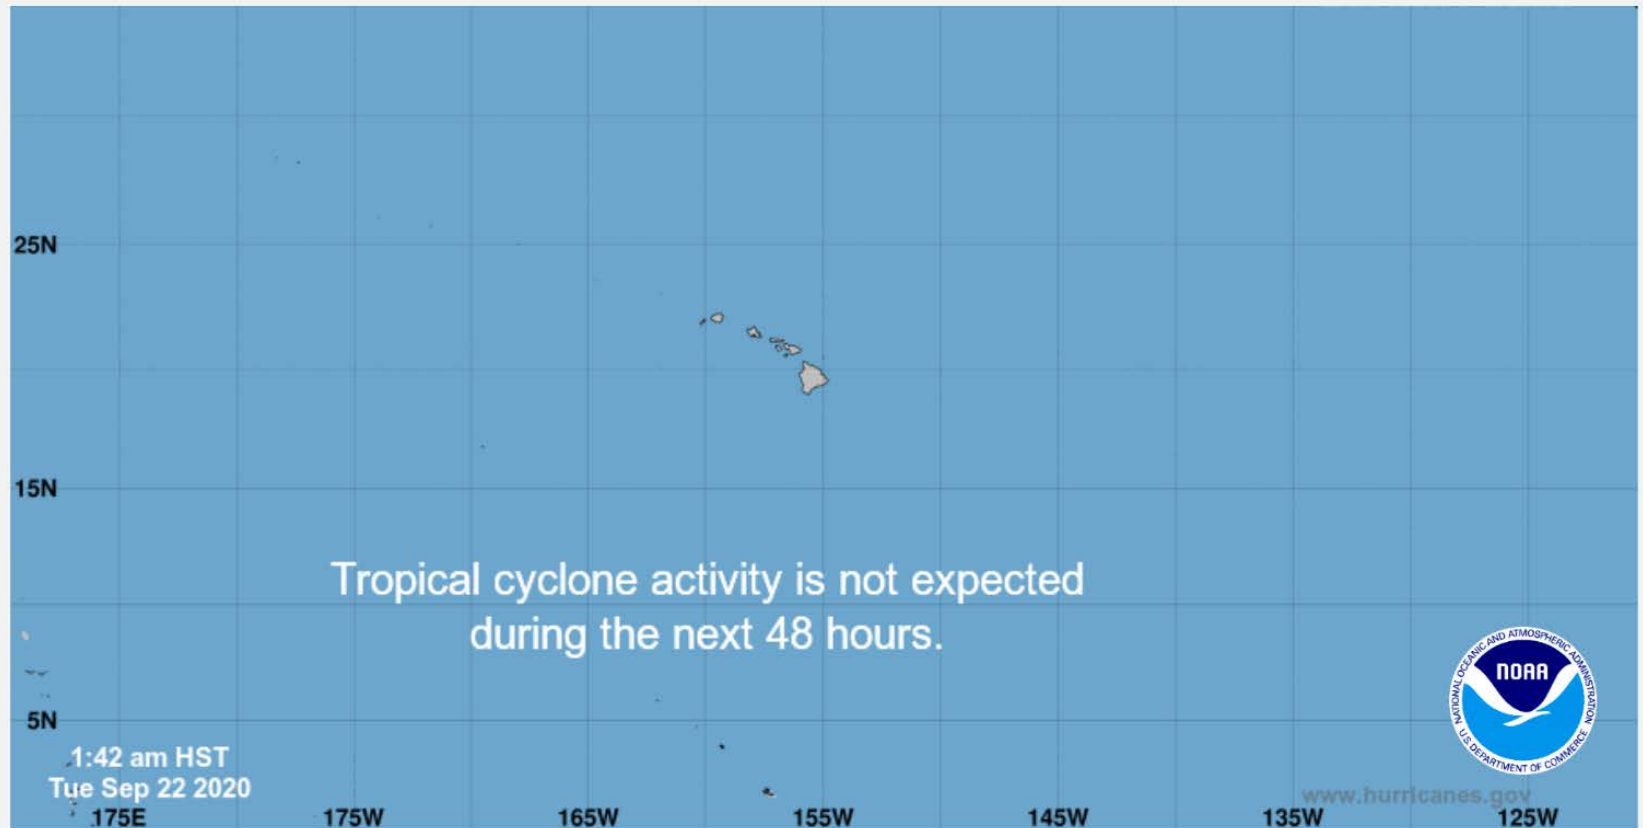 25N
15N
Tropical cyclone activity is not expected
during the next 48 hours.
5N
1:42 am HST
Tue Sep 22 2020
NATIONAL OCEANIC AND ATMOSPHERIC ADMINISTRATION
NOAA
U.S. DEPARTMENT OF COMMERCE
www.hurricanes.gov
175E 175W 165W 155W 145W 135W 125W